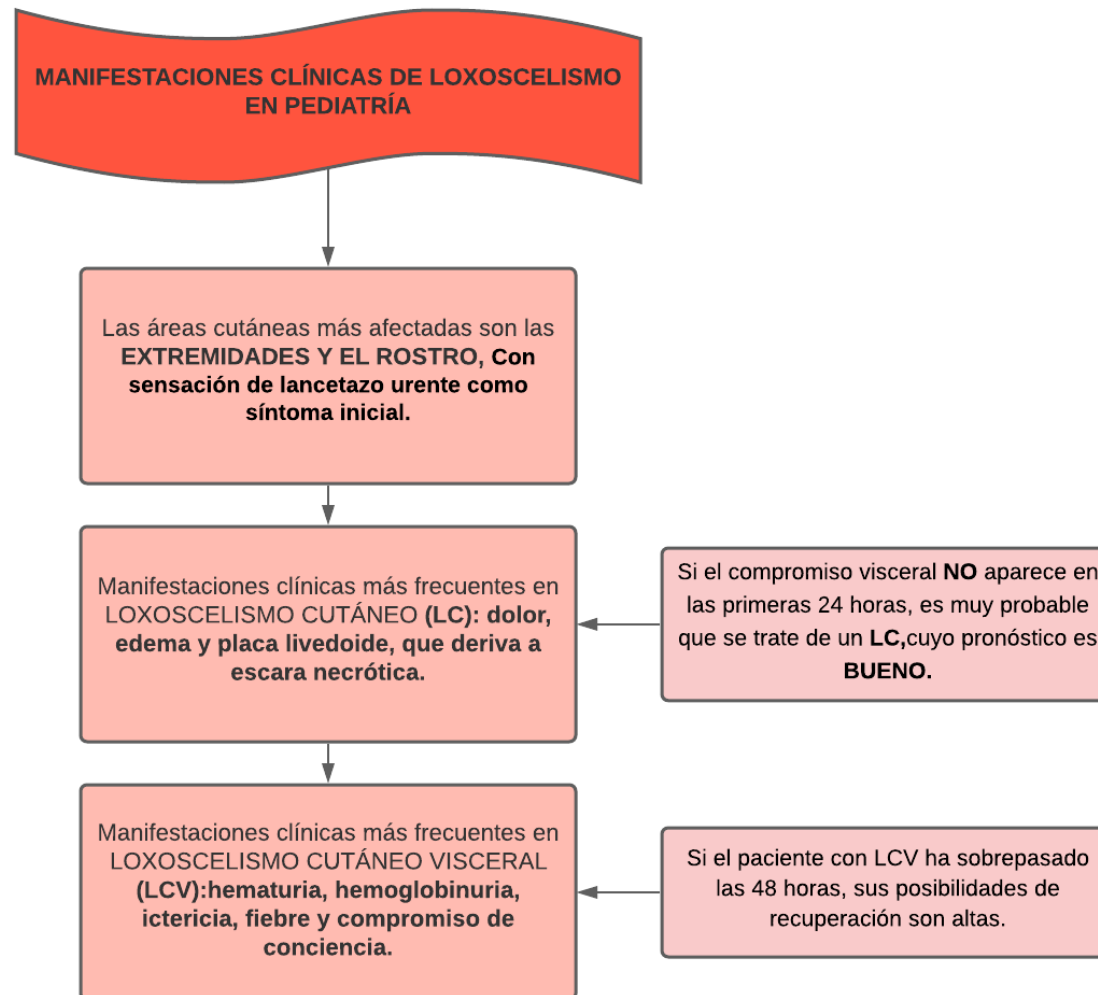 MANIFESTACIONES CLÍNICAS DE LOXOSCELISMO
EN PEDIATRÍA
Las áreas cutáneas más afectadas son las
EXTREMIDADES Y EL ROSTRO, Con
sensación de lancetazo urente como
síntoma inicial.
Manifestaciones clínicas más frecuentes en
LOXOSCELISMO CUTÁNEO (LC): dolor,
edema y placa livedoide, que deriva a
escara necrótica.
Si el compromiso visceral NO aparece en
las primeras 24 horas, es muy probable
que se trate de un LC,cuyo pronóstico es
BUENO.
Manifestaciones clínicas más frecuentes en
LOXOSCELISMO CUTÁNEO VISCERAL
(LCV):hematuria, hemoglobinuria,
ictericia, fiebre y compromiso de
conciencia.
Si el paciente con LCV ha sobrepasado
las 48 horas, sus posibilidades de
recuperación son altas.